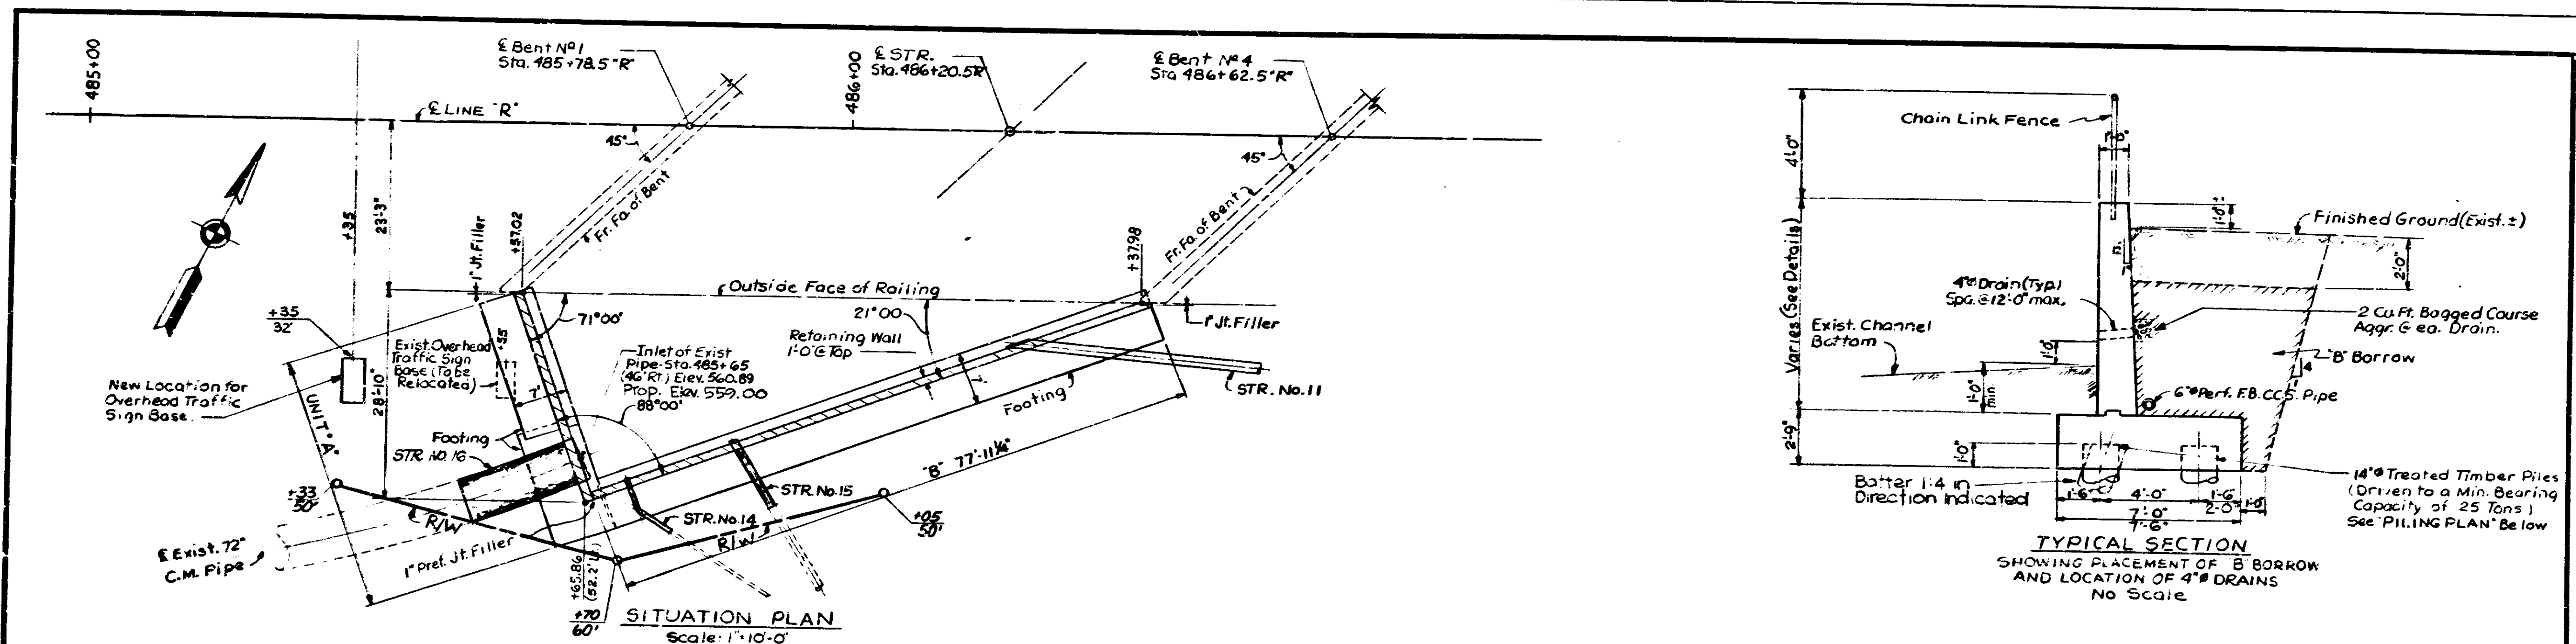 485+00
℄ Bent Nº 1
Sta. 485+78.5 "R"
486+00
℄ STR.
Sta. 486+20.5"R"
℄ Bent Nº 4
Sta 486+62.5 "R"
℄ LINE "R"
45°
45°
+35
23'-3"
1" Jt. Filler
+57.02
Fr. Fa. of Bent
+37.98
Fr. Fa. of Bent
Outside Face of Railing
21°00'
1" Jt. Filler
71°00'
+35
32'
+55
Exist. Overhead
Traffic Sign
Base (To be
Relocated)
7'
Inlet of Exist
Pipe-Sta. 485+65
(46' Rt.) Elev. 560.89
Prop. Elev. 559.00
88°00'
Retaining Wall
1'-0" @ Top
7'
New Location for
Overhead Traffic
Sign Base.
UNIT "A"
28'-10"
Footing
STR NO. 16
Footing
STR. No. 11
"B" 77'-11¼"
STR. No. 15
STR. No. 14
+33
50'
R/W
R/W
+05
50'
℄ Exist. 72"
C.M. Pipe
1" Pref. Jt. Filler
+65.86
+70
60'
SITUATION PLAN
Scale: 1"=10'-0"
Chain Link Fence
4'-0"
1'-0"±
Finished Ground (Exist. ±)
2'-0"
Varies (See Details)
4"ø Drain (Typ.)
Spa. @ 12'-0" max.
2 Cu. Ft. Bagged Course
Aggr. @ ea. Drain.
Exist. Channel
Bottom
1'-0"
"B" Borrow
4
1'-0"
min
6"ø Perf. F.B.C.C.S. Pipe
2'-9"
1'-0"
Batter 1:4 in
Direction Indicated
1'-6"
4'-0"
1'-6"
2'-0"
1'-0"
7'-0"
7'-6"
14"ø Treated Timber Piles
(Driven to a Min. Bearing
Capacity of 25 Tons)
See "PILING PLAN" Below
TYPICAL SECTION
SHOWING PLACEMENT OF "B" BORROW
AND LOCATION OF 4"ø DRAINS
No Scale